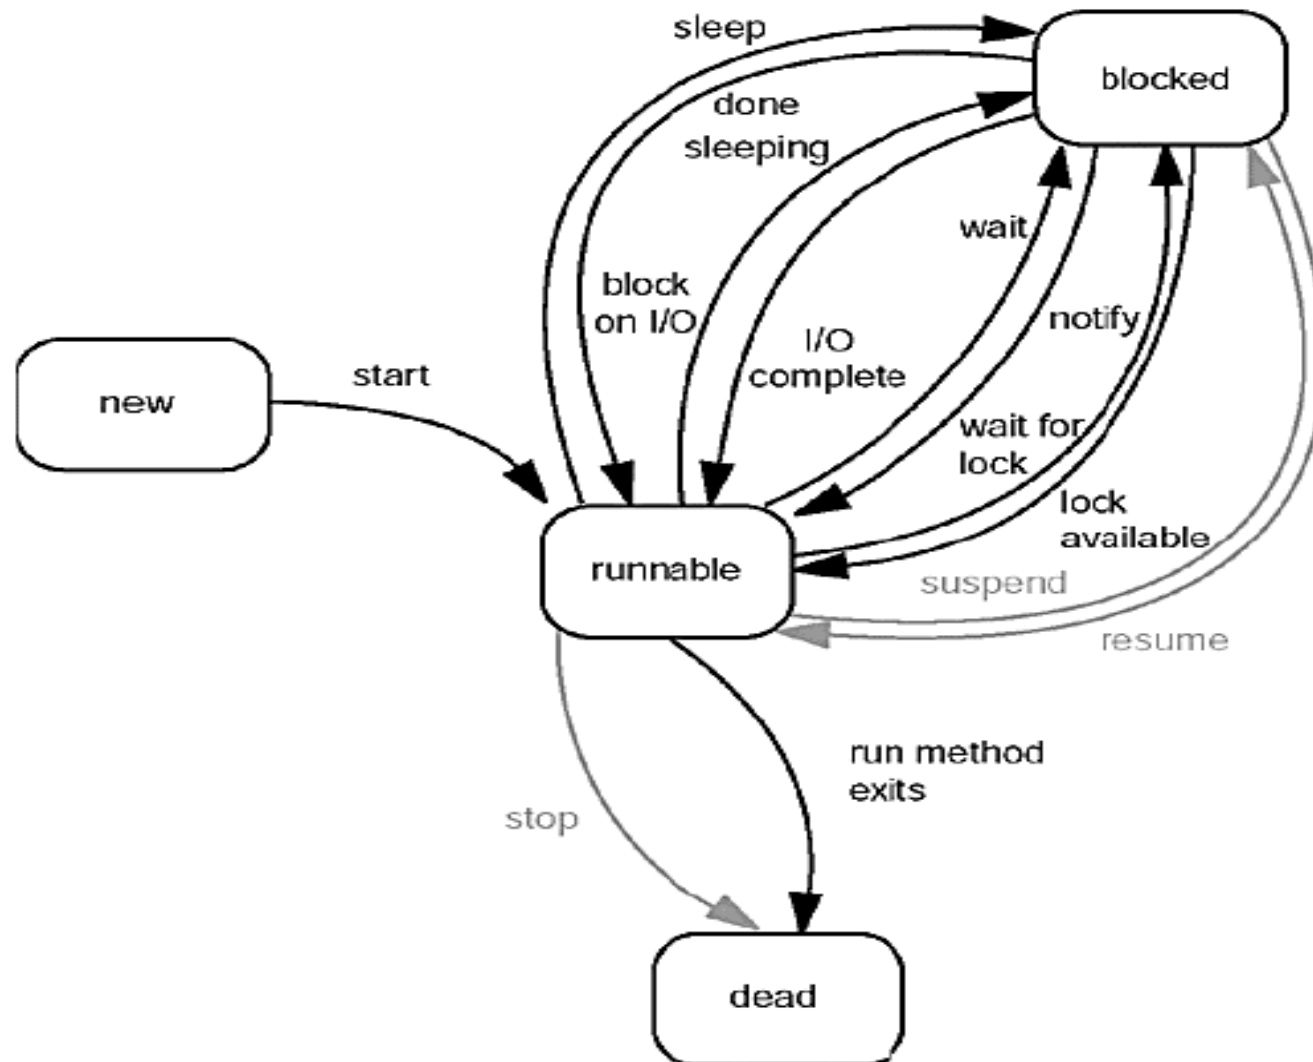 sleep
blocked
done
sleeping
wait
block
on I/O
notify
I/O
complete
start
new
wait for
lock
lock
available
runnable
suspend
resume
run method
exits
stop
dead